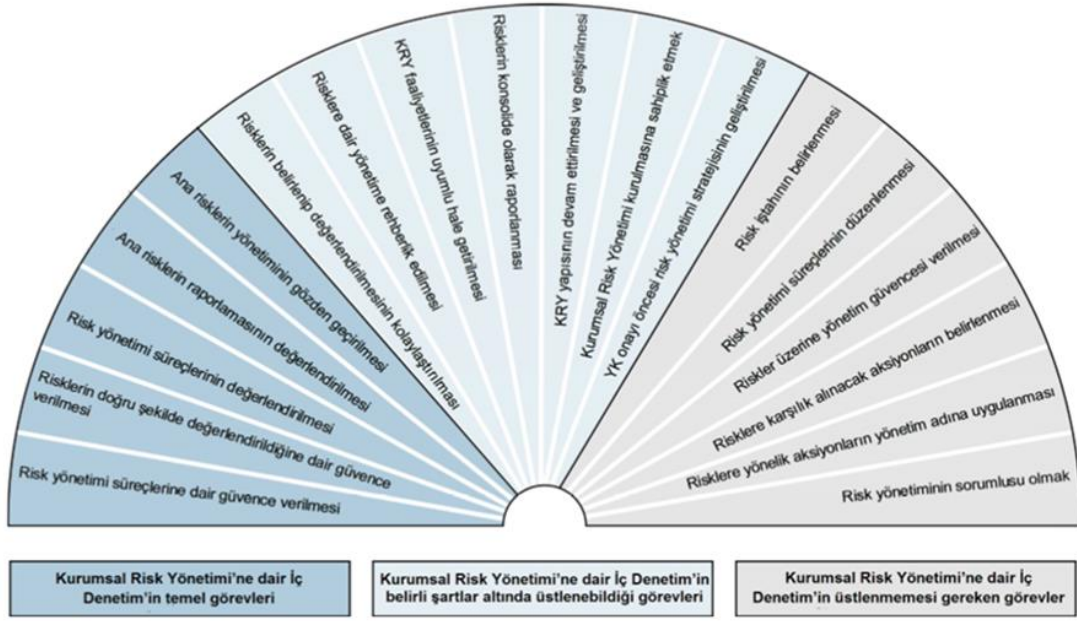 Risk yönetimi süreçlerine dair güvence verilmesi
Risklerin doğru şekilde değerlendirildiğine dair güvence
verilmesi
Risk yönetimi süreçlerinin değerlendirilmesi
Ana risklerin raporlamasının değerlendirilmesi
Ana risklerin yönetiminin gözden geçirilmesi
Risklerin belirlenip değerlendirilmesinin kolaylaştırılması
Risklere dair yönetime rehberlik edilmesi
KRY faaliyetlerinin uyumlu hale getirilmesi
Risklerin konsolide olarak raporlanması
KRY yapısının devam ettirilmesi ve geliştirilmesi
Kurumsal Risk Yönetimi kurulmasına sahiplik etmek
YK onayı öncesi risk yönetimi stratejisinin geliştirilmesi
Risk iştahının belirlenmesi
Risk yönetimi süreçlerinin düzenlenmesi
Riskler üzerine yönetim güvencesi verilmesi
Risklere karşılık alınacak aksiyonların belirlenmesi
Risklere yönelik aksiyonların yönetim adına uygulanması
Risk yönetiminin sorumlusu olmak
Kurumsal Risk Yönetimi'ne dair İç
Denetim'in temel görevleri
Kurumsal Risk Yönetimi'ne dair İç Denetim'in
belirli şartlar altında üstlenebildiği görevleri
Kurumsal Risk Yönetimi'ne dair İç
Denetim'in üstlenmemesi gereken görevler